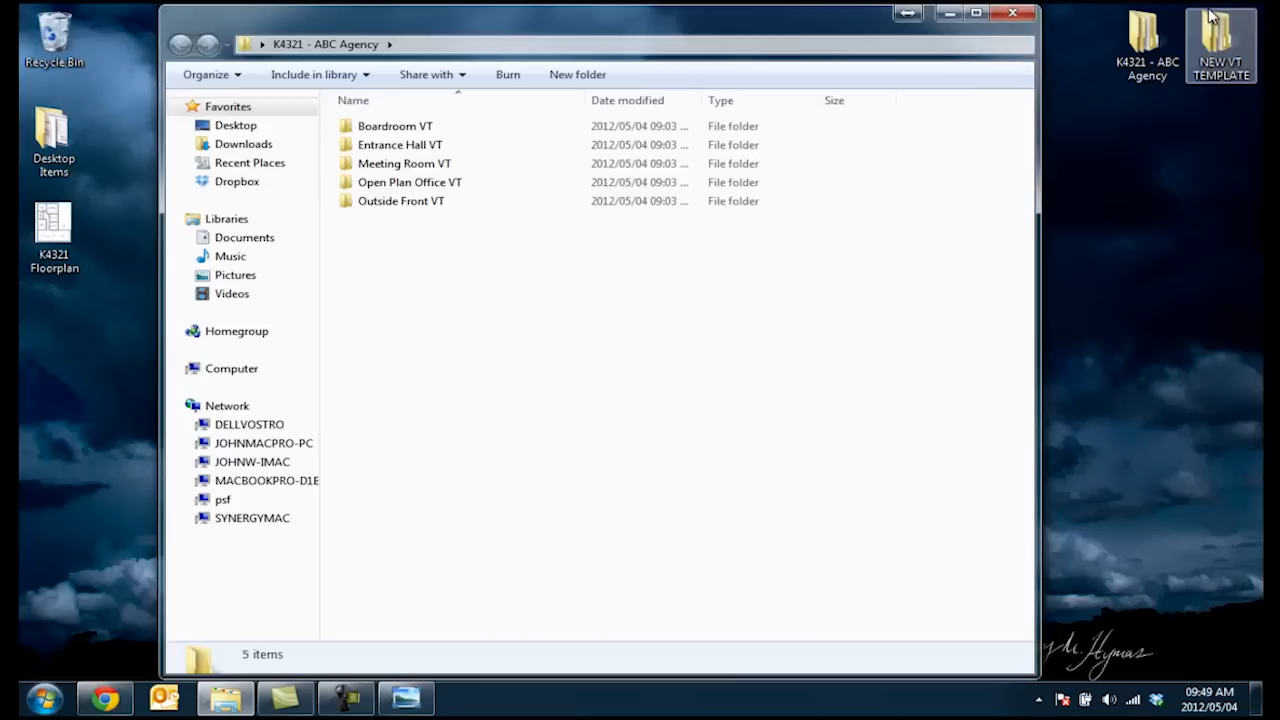 Recycle Bin
Desktop
Items
K4321
Floorplan
K4321 - ABC Agency
Organize
Include in library
Share with
Burn
New folder
Favorites
Desktop
Downloads
Recent Places
Dropbox
Libraries
Documents
Music
Pictures
Videos
Homegroup
Computer
Network
DELLVOSTRO
JOHNMACPRO-PC
JOHNW-IMAC
MACBOOKPRO-D1E
psf
SYNERGYMAC
Name Date modified Type Size
Boardroom VT 2012/05/04 09:03 ... File folder
Entrance Hall VT 2012/05/04 09:03 ... File folder
Meeting Room VT 2012/05/04 09:03 ... File folder
Open Plan Office VT 2012/05/04 09:03 ... File folder
Outside Front VT 2012/05/04 09:03 ... File folder
5 items
K4321 - ABC
Agency
NEW VT
TEMPLATE
09:49 AM
2012/05/04